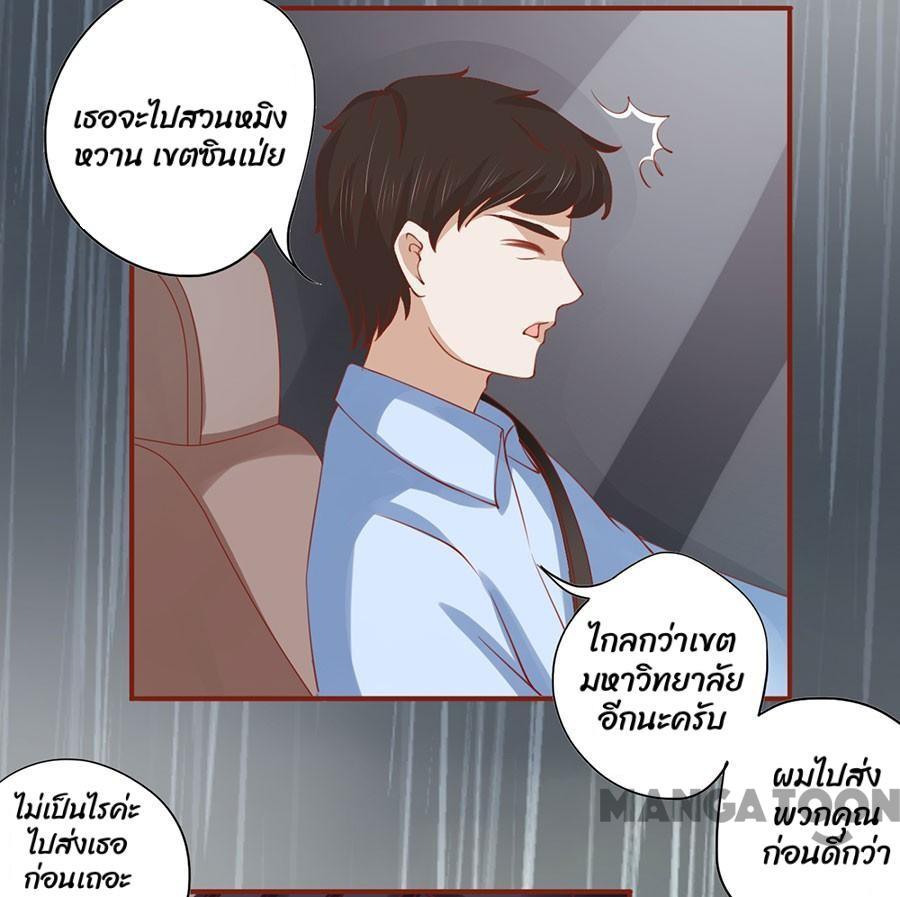 เธอจะไปสวนหมิง
หวาน เขตซินเป่ย
ไกลกว่าเขต
มหาวิทยาลัย
อีกนะครับ
ผมไปส่ง
พวกคุณ
ก่อนดีกว่า
MANGATOON
ไม่เป็นไรค่ะ
ไปส่งเธอ
ก่อนเถอะ